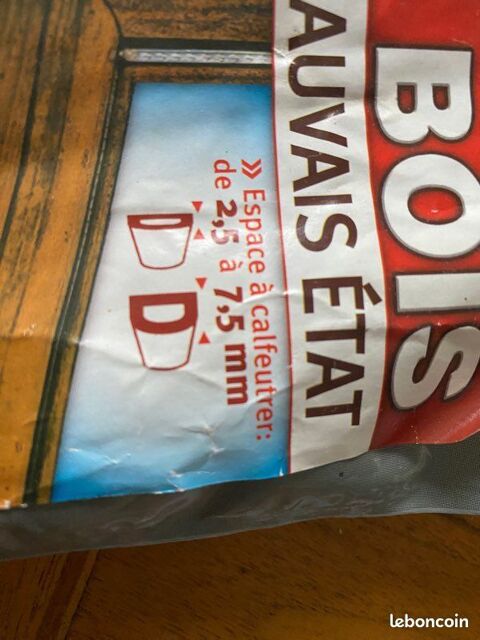 BOIS
AUVAIS ÉTAT
» Espace à calfeutrer:
de 2,5 à 7,5 mm
leboncoin